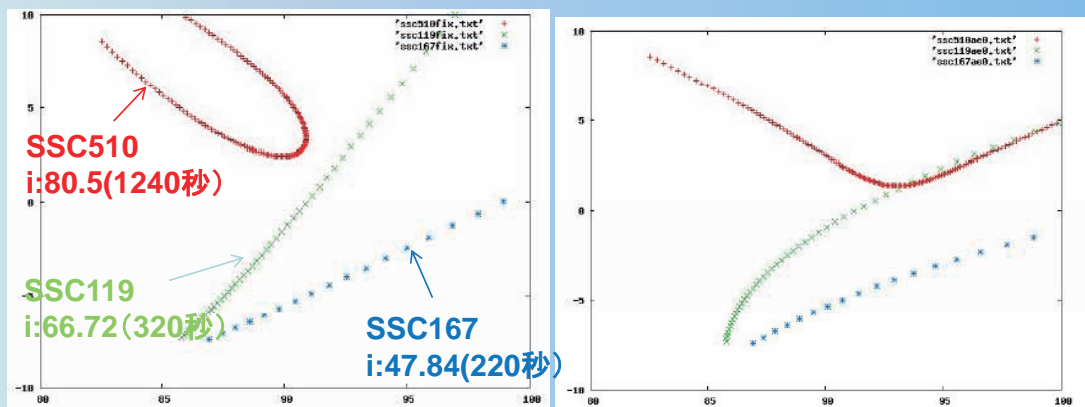 10
5
0
-5
-10
80
85
90
95
100
'ssc510fix.txt'
'ssc119fix.txt'
'ssc167fix.txt'
SSC510
i:80.5(1240秒)
SSC119
i:66.72(320秒)
SSC167
i:47.84(220秒)
10
5
0
-5
-10
80
85
90
95
100
'ssc510ae0.txt'
'ssc119ae0.txt'
'ssc167ae0.txt'